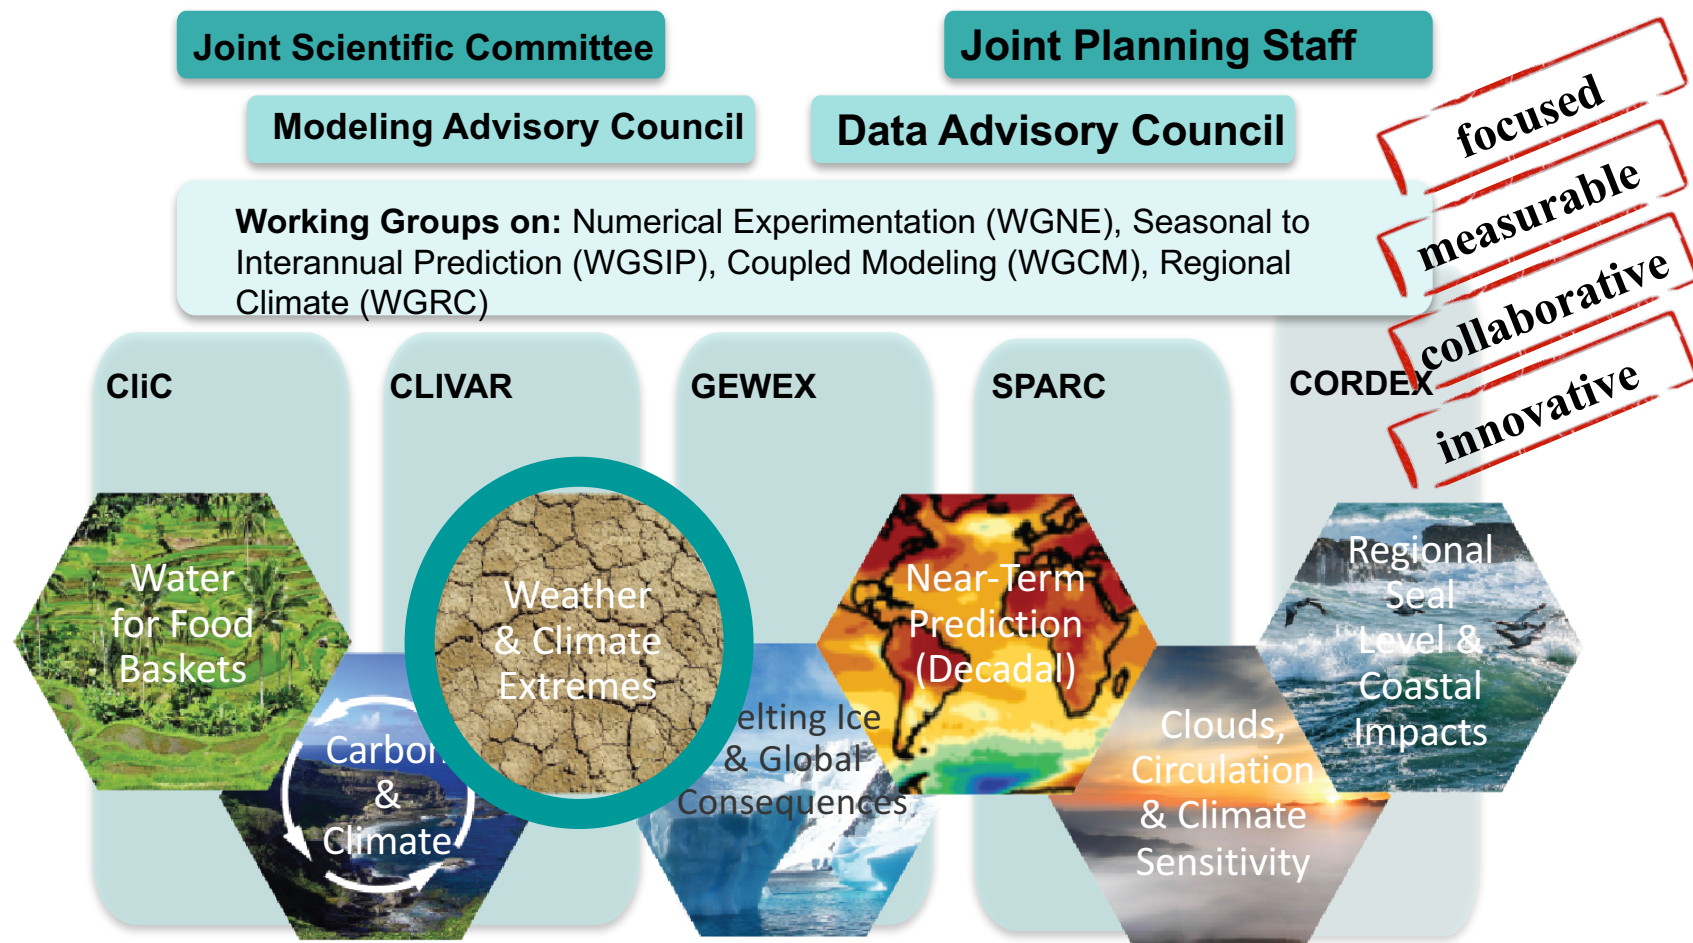 Joint Scientific Committee
Joint Planning Staff
Modeling Advisory Council
Data Advisory Council
Working Groups on: Numerical Experimentation (WGNE), Seasonal to
Interannual Prediction (WGSIP), Coupled Modeling (WGCM), Regional
Climate (WGRC)
focused
measurable
collaborative
innovative
CliC
CLIVAR
GEWEX
SPARC
CORDEX
Water
for Food
Baskets
Carbon
&
Climate
Weather
& Climate
Extremes
elting Ice
& Global
Consequences
Near-Term
Prediction
(Decadal)
Clouds,
Circulation
& Climate
Sensitivity
Regional
Seal
Level &
Coastal
Impacts